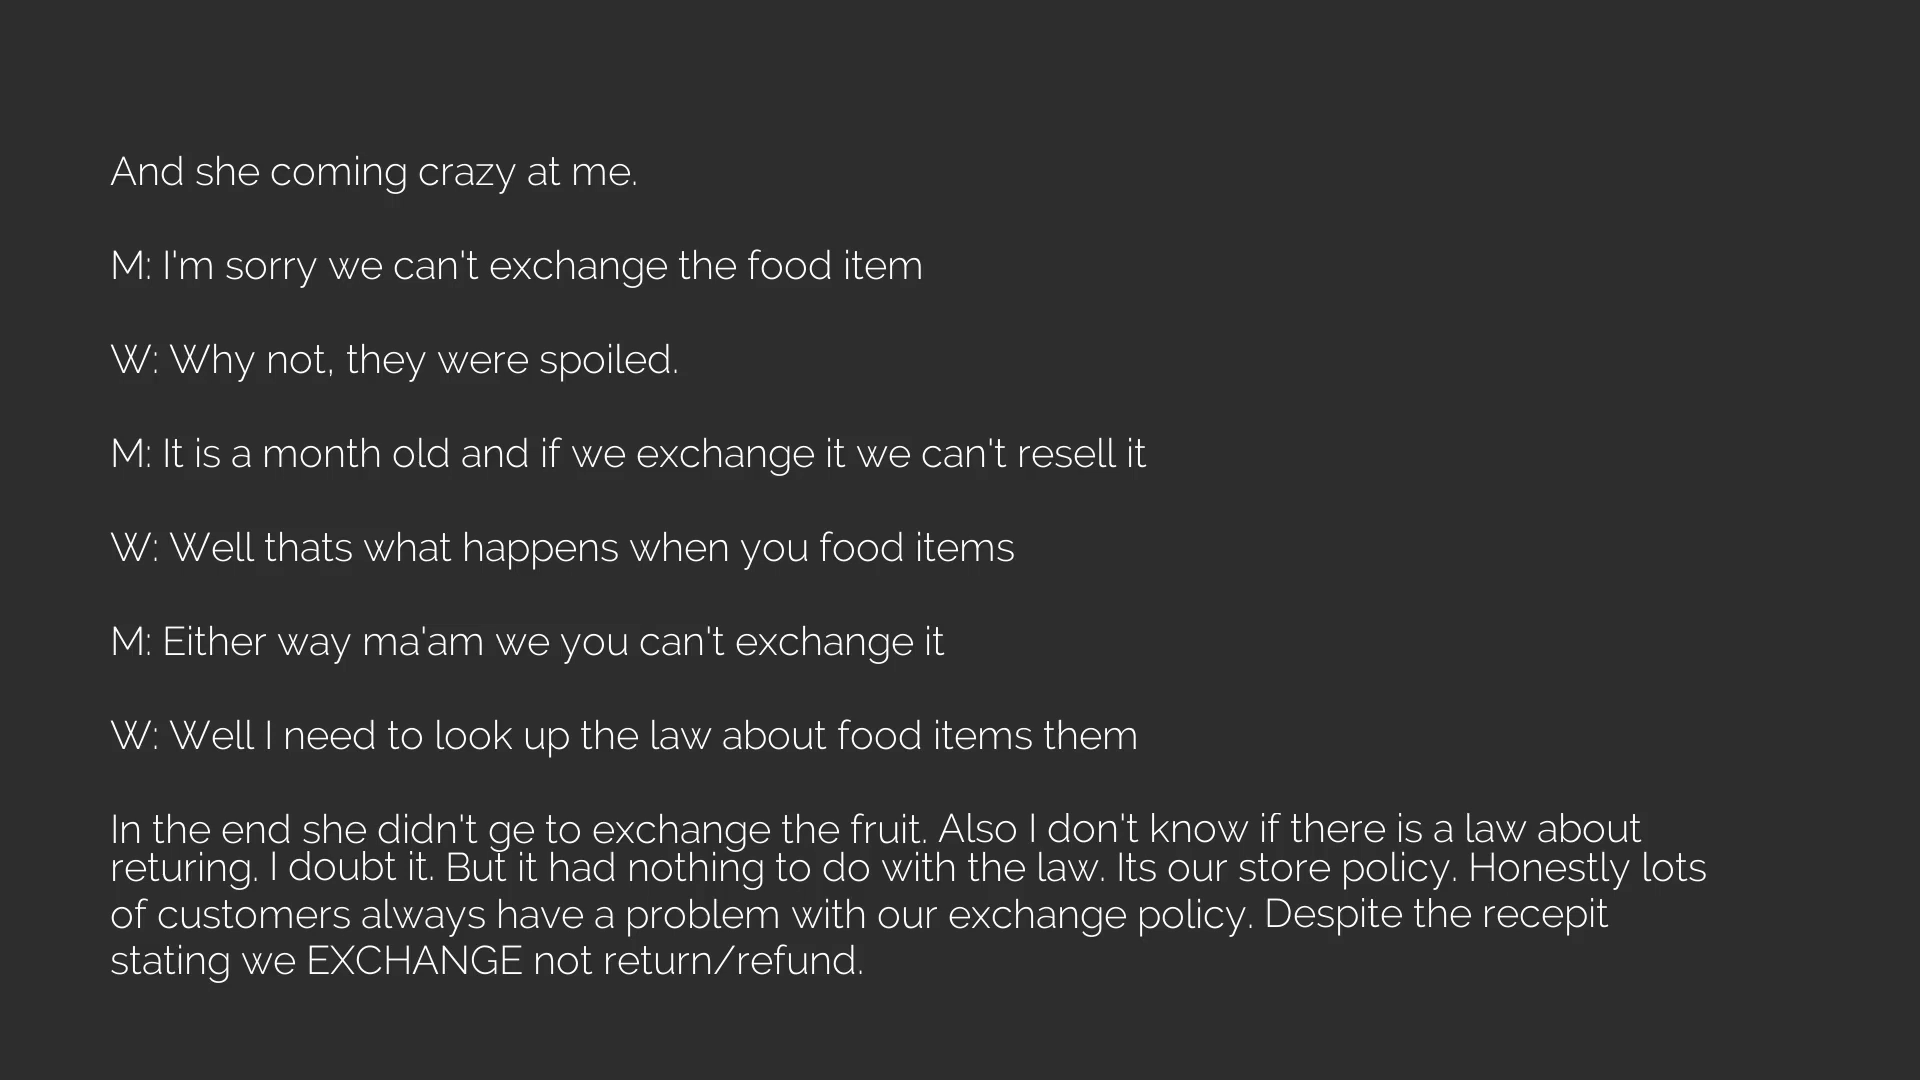 And she coming crazy at me.
M: I'm sorry we can't exchange the food item
W: Why not, they were spoiled.
M: It is a month old and if we exchange it we can't resell it
W: Well thats what happens when you food items
M: Either way ma'am we you can't exchange it
W: Well I need to look up the law about food items them
In the end she didn't ge to exchange the fruit. Also I don't know if there is a law about
returing. I doubt it. But it had nothing to do with the law. Its our store policy. Honestly lots
of customers always have a problem with our exchange policy. Despite the recepit
stating we EXCHANGE not return/refund.